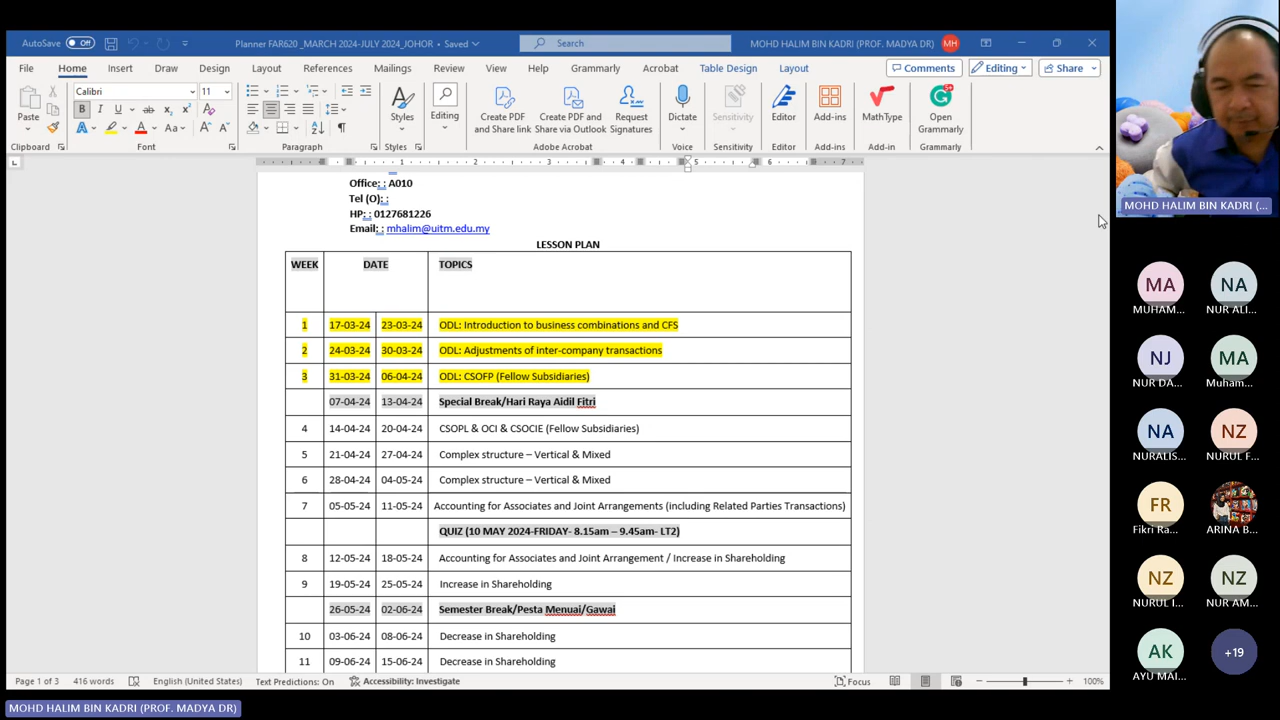 AutoSave Off Planner FAR620 _MARCH 2024-JULY 2024_JOHOR • Saved Search MOHD HALIM BIN KADRI (PROF. MADYA DR) MH
File Home Insert Draw Design Layout References Mailings Review View Help Grammarly Acrobat Table Design Layout Comments Editing Share
Calibri 11
Paste
B I U ab x₂ x²
A Aa A A
Styles
Editing
Create PDF and Share link
Create PDF and Share via Outlook
Request Signatures
Dictate
Sensitivity
Editor
Add-ins
MathType
Open Grammarly
Clipboard Font Paragraph Styles Adobe Acrobat Voice Sensitivity Editor Add-ins Add-in Grammarly
1 2 3 4 5 6 7
Office: : A010
Tel (O): :
HP: : 0127681226
Email: : mhalim@uitm.edu.my
LESSON PLAN
WEEK DATE TOPICS
1 17-03-24 23-03-24 ODL: Introduction to business combinations and CFS
2 24-03-24 30-03-24 ODL: Adjustments of inter-company transactions
3 31-03-24 06-04-24 ODL: CSOFP (Fellow Subsidiaries)
07-04-24 13-04-24 Special Break/Hari Raya Aidil Fitri
4 14-04-24 20-04-24 CSOPL & OCI & CSOCIE (Fellow Subsidiaries)
5 21-04-24 27-04-24 Complex structure – Vertical & Mixed
6 28-04-24 04-05-24 Complex structure – Vertical & Mixed
7 05-05-24 11-05-24 Accounting for Associates and Joint Arrangements (including Related Parties Transactions)
QUIZ (10 MAY 2024-FRIDAY- 8.15am – 9.45am- LT2)
8 12-05-24 18-05-24 Accounting for Associates and Joint Arrangement / Increase in Shareholding
9 19-05-24 25-05-24 Increase in Shareholding
26-05-24 02-06-24 Semester Break/Pesta Menuai/Gawai
10 03-06-24 08-06-24 Decrease in Shareholding
11 09-06-24 15-06-24 Decrease in Shareholding
Page 1 of 3 416 words English (United States) Text Predictions: On Accessibility: Investigate Focus 100%
MOHD HALIM BIN KADRI (PROF. MADYA DR)
MOHD HALIM BIN KADRI (...
MA NA
MUHAM... NUR ALI...
NJ MA
NUR DA... Muham...
NA NZ
NURALIS... NURUL F...
FR
Fikri Ra... ARINA B...
NZ NZ
NURUL I... NUR AM...
AK +19
AYU MAI...